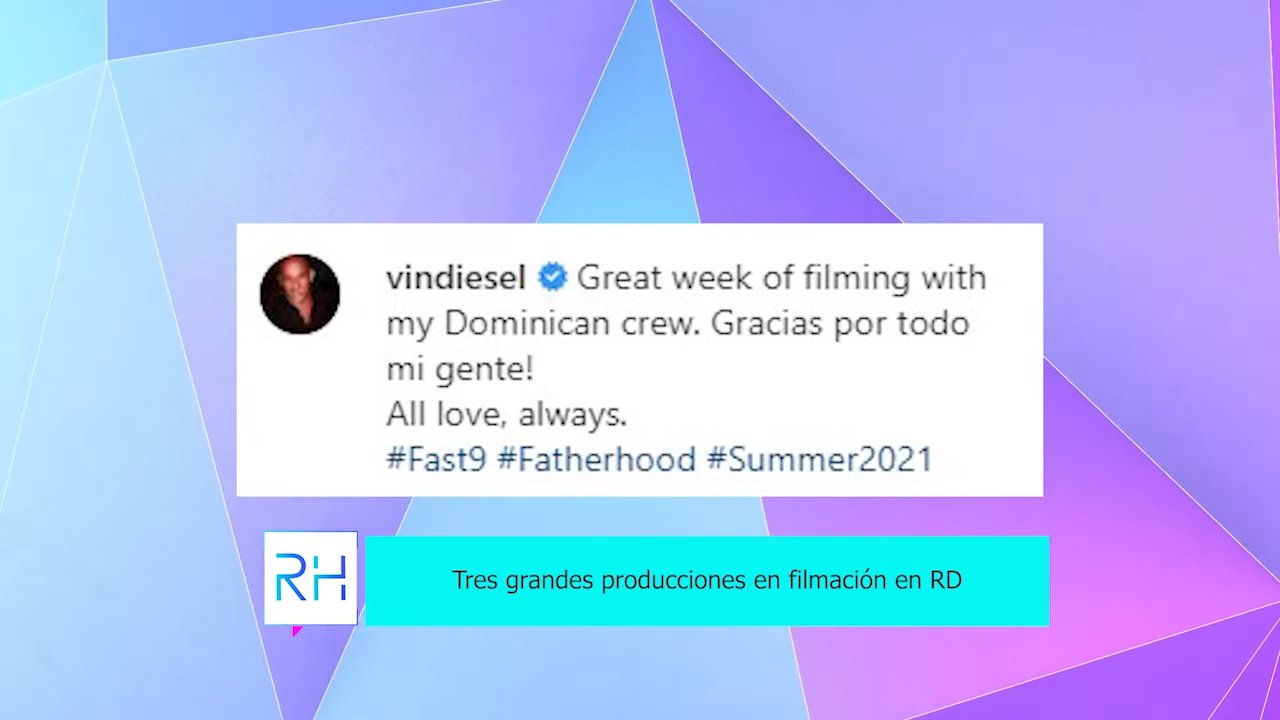 vindiesel Great week of filming with
my Dominican crew. Gracias por todo
mi gente!
All love, always.
#Fast9 #Fatherhood #Summer2021
RH
Tres grandes producciones en filmación en RD